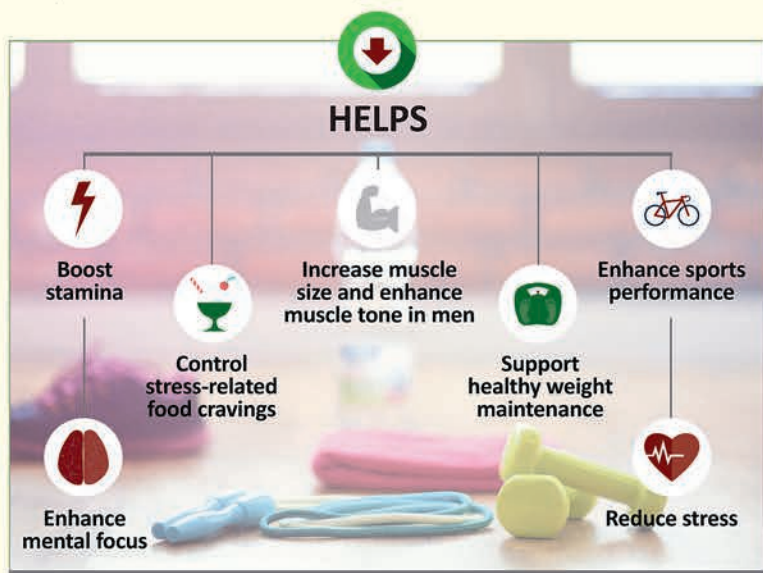 HELPS
Boost
stamina
Control
stress-related
food cravings
Increase muscle
size and enhance
muscle tone in men
Support
healthy weight
maintenance
Enhance sports
performance
Enhance
mental focus
Reduce stress